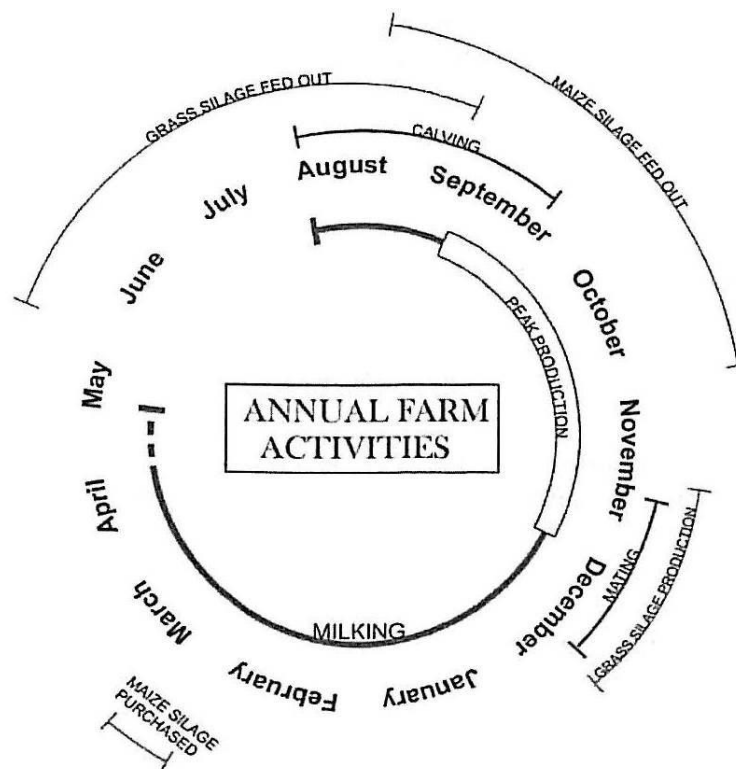 GRASS SILAGE FED OUT
MAIZE SILAGE FED OUT
CALVING
August
September
October
November
December
January
February
March
April
May
June
July
PEAK PRODUCTION
ANNUAL FARM
ACTIVITIES
MATING
GRASS SILAGE PRODUCTION
MILKING
MAIZE SILAGE
PURCHASED